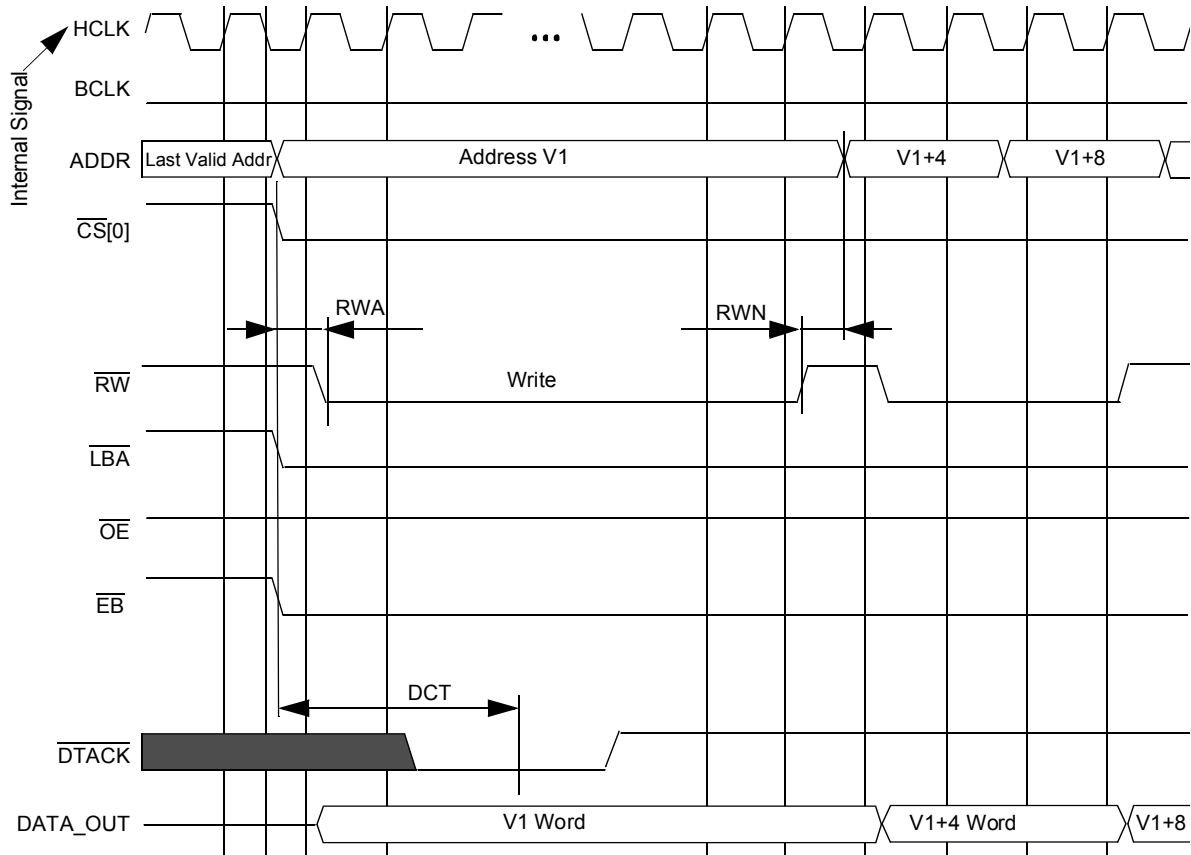 HCLK
...
Internal Signal
BCLK
ADDR
Last Valid Addr
Address V1
V1+4
V1+8
CS[0]
RWA
RWN
RW
Write
LBA
OE
EB
DCT
DTACK
DATA_OUT
V1 Word
V1+4 Word
V1+8